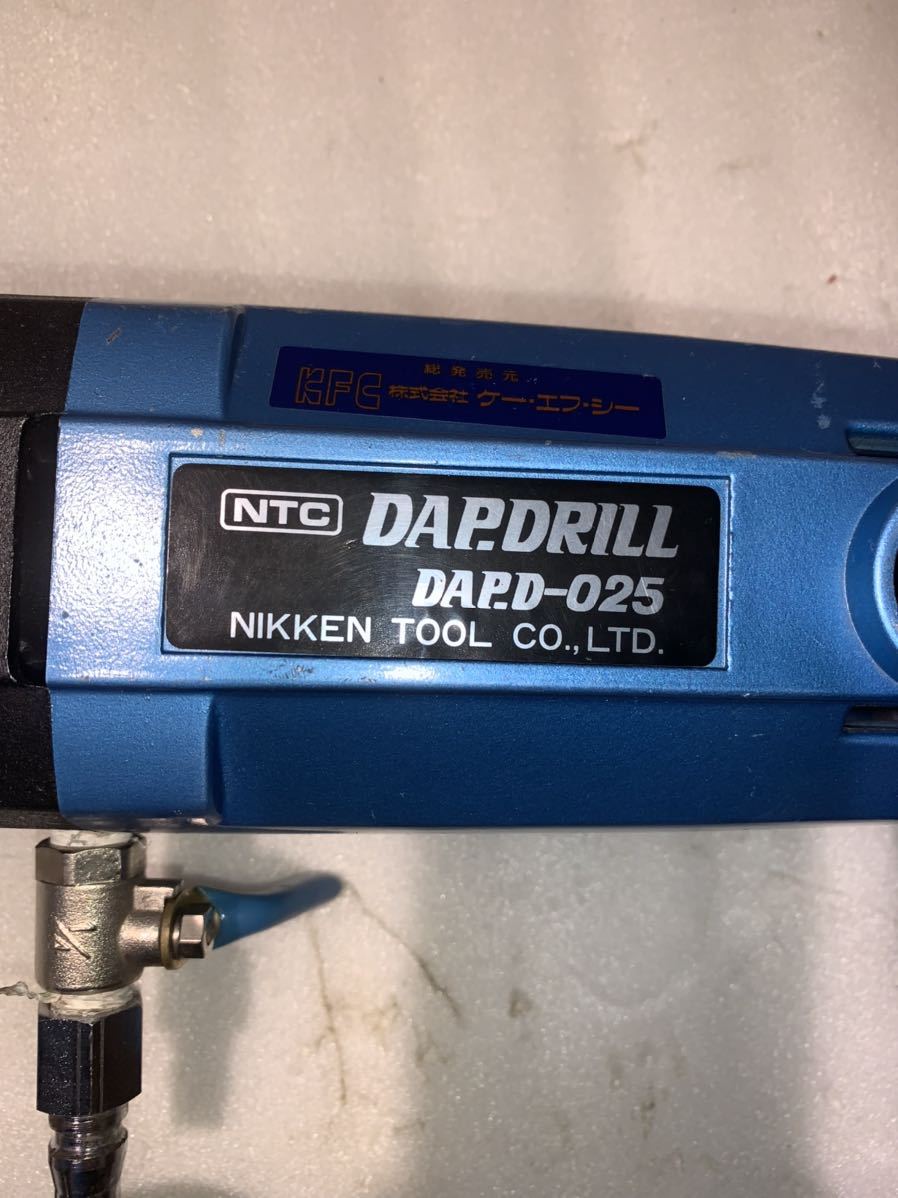 総発売元
KFC 株式会社 ケー・エフ・シー
NTC DAP.DRILL
DAP.D-025
NIKKEN TOOL CO., LTD.